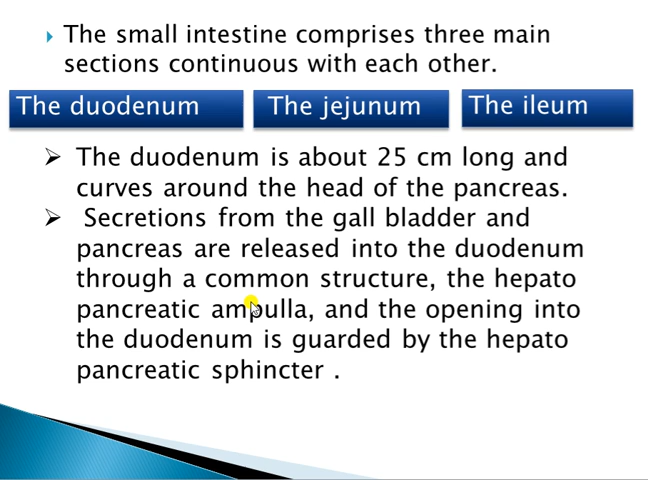 The small intestine comprises three main
sections continuous with each other.
The duodenum
The jejunum
The ileum
The duodenum is about 25 cm long and
curves around the head of the pancreas.
Secretions from the gall bladder and
pancreas are released into the duodenum
through a common structure, the hepato
pancreatic ampulla, and the opening into
the duodenum is guarded by the hepato
pancreatic sphincter .